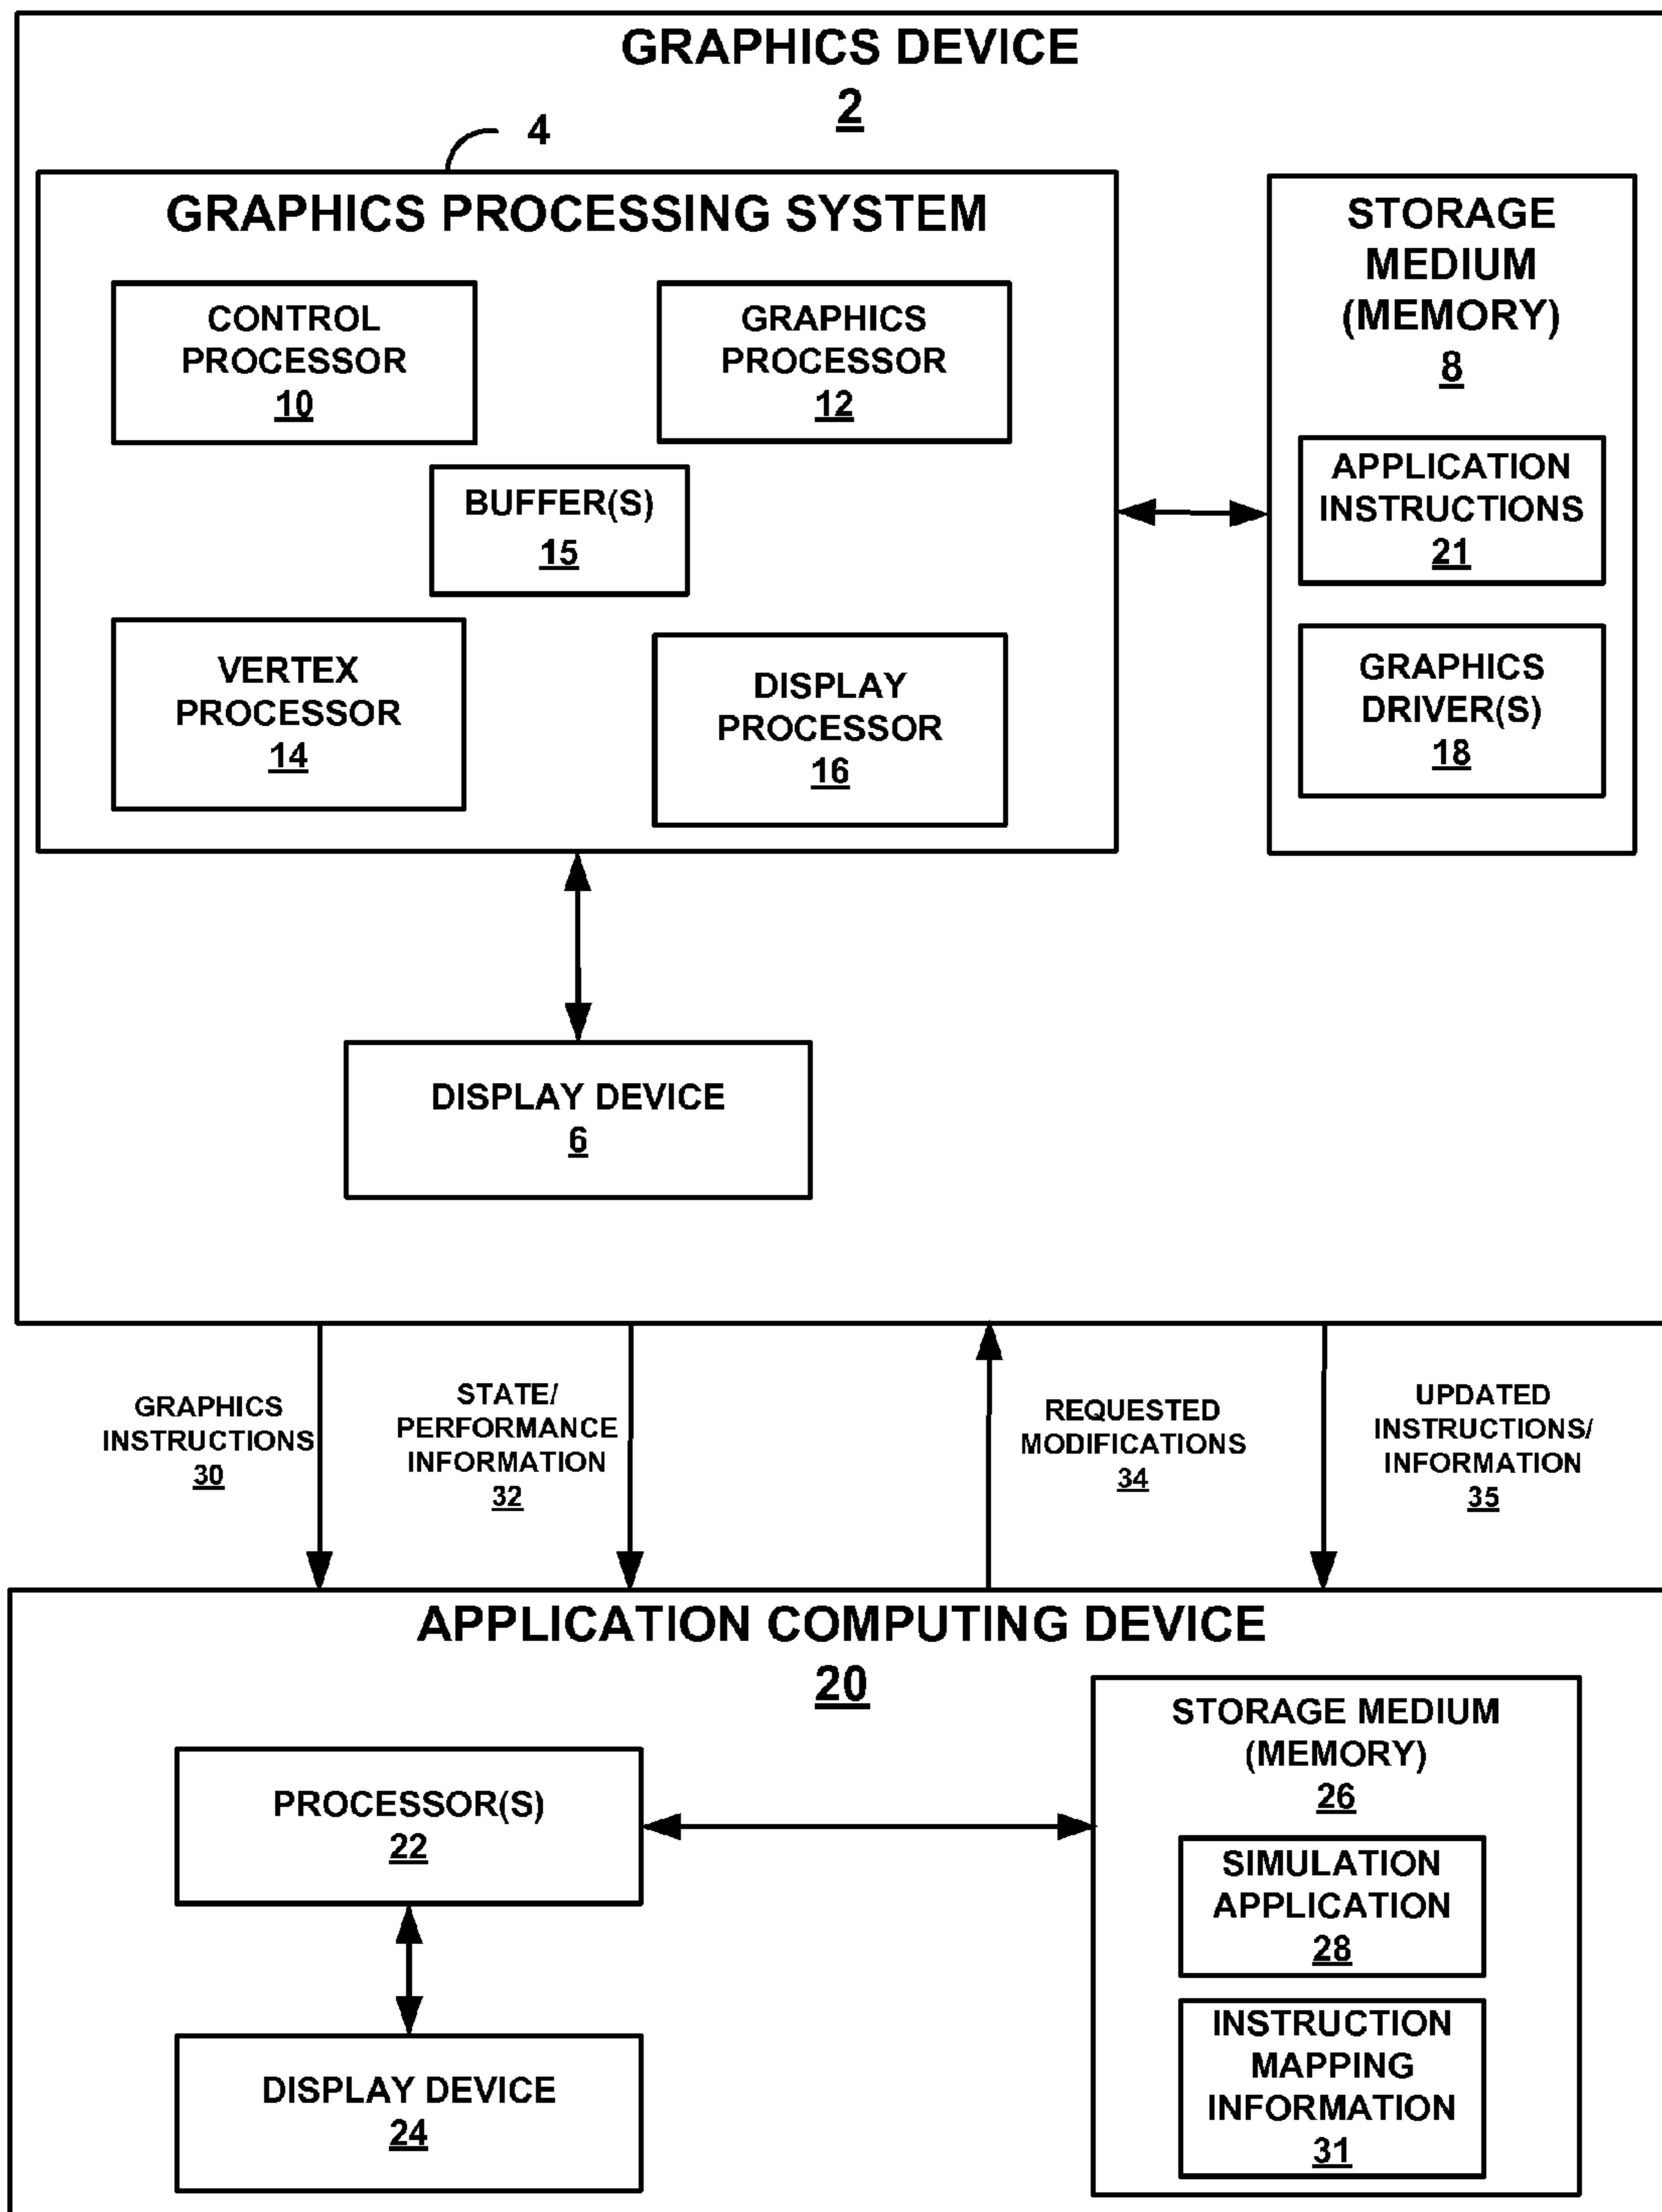 GRAPHICS DEVICE
2
4
GRAPHICS PROCESSING SYSTEM
CONTROL
PROCESSOR
10
GRAPHICS
PROCESSOR
12
BUFFER(S)
15
VERTEX
PROCESSOR
14
DISPLAY
PROCESSOR
16
STORAGE
MEDIUM
(MEMORY)
8
APPLICATION
INSTRUCTIONS
21
GRAPHICS
DRIVER(S)
18
DISPLAY DEVICE
6
GRAPHICS
INSTRUCTIONS
30
STATE/
PERFORMANCE
INFORMATION
32
REQUESTED
MODIFICATIONS
34
UPDATED
INSTRUCTIONS/
INFORMATION
35
APPLICATION COMPUTING DEVICE
20
PROCESSOR(S)
22
DISPLAY DEVICE
24
STORAGE MEDIUM
(MEMORY)
26
SIMULATION
APPLICATION
28
INSTRUCTION
MAPPING
INFORMATION
31